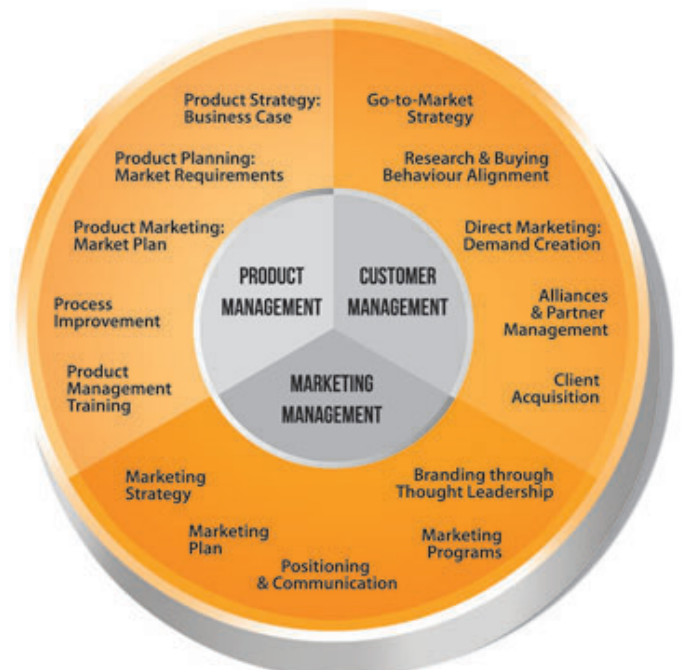 Product Strategy:
Business Case
Product Planning:
Market Requirements
Product Marketing:
Market Plan
Process
Improvement
Product
Management
Training
Go-to-Market
Strategy
Research & Buying
Behaviour Alignment
Direct Marketing:
Demand Creation
Alliances
& Partner
Management
Client
Acquisition
PRODUCT
MANAGEMENT
CUSTOMER
MANAGEMENT
MARKETING
MANAGEMENT
Marketing
Strategy
Marketing
Plan
Positioning
& Communication
Marketing
Programs
Branding through
Thought Leadership